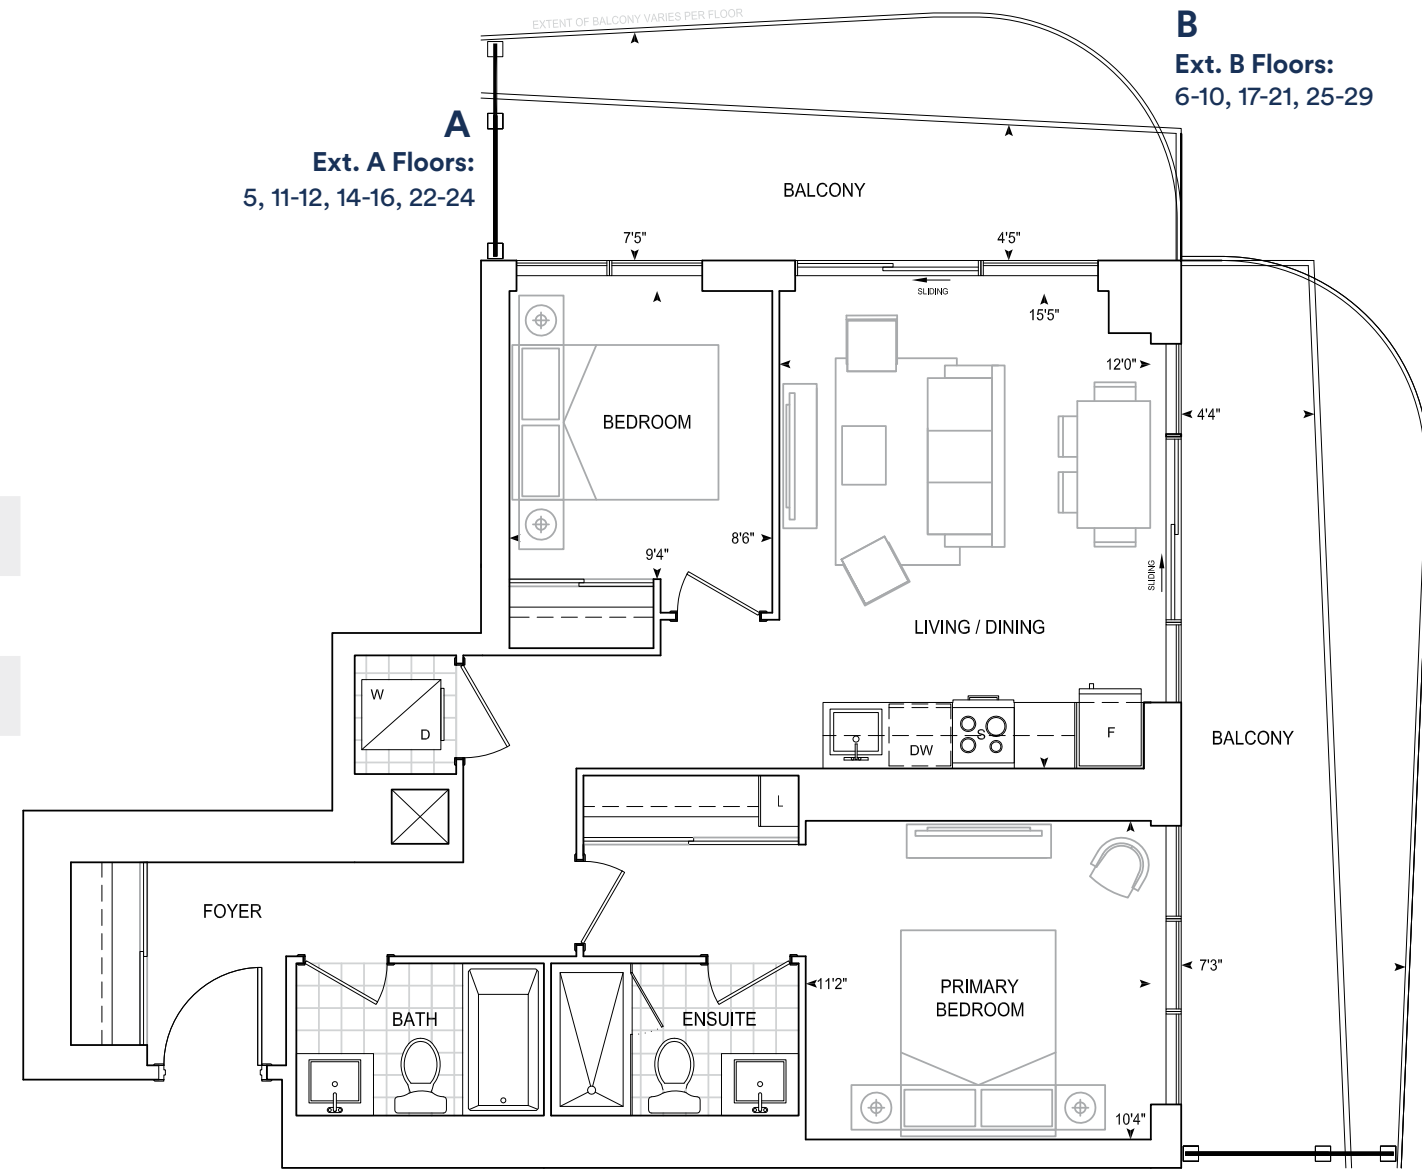 EXTENT OF BALCONY VARIES PER FLOOR
B
Ext. B Floors:
6-10, 17-21, 25-29
A
Ext. A Floors:
5, 11-12, 14-16, 22-24
BALCONY
7'5"
4'5"
SLIDING
15'5"
12'0"
BEDROOM
4'4"
8'6"
9'4"
SLIDING
LIVING / DINING
W
D
DW
S
F
BALCONY
L
FOYER
7'3"
11'2"
PRIMARY
BEDROOM
BATH
ENSUITE
10'4"